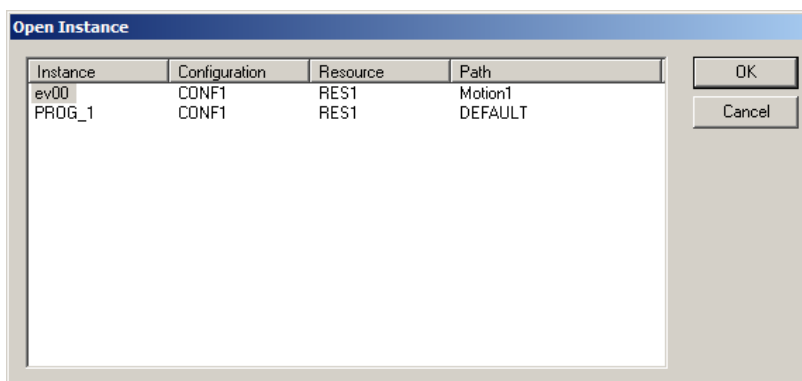 Open Instance
Instance Configuration Resource Path OK
ev00 CONF1 RES1 Motion1
PROG_1 CONF1 RES1 DEFAULT Cancel